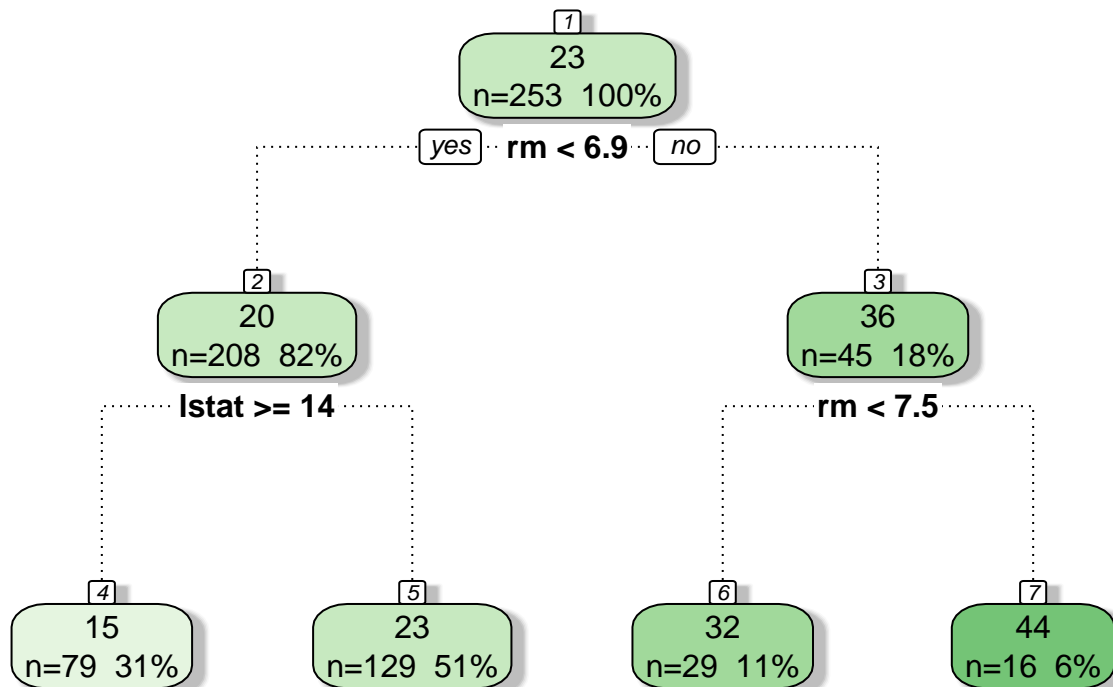 1
23
n=253 100%
yes rm < 6.9 no
2
20
n=208 82%
3
36
n=45 18%
lstat >= 14
rm < 7.5
4
15
n=79 31%
5
23
n=129 51%
6
32
n=29 11%
7
44
n=16 6%